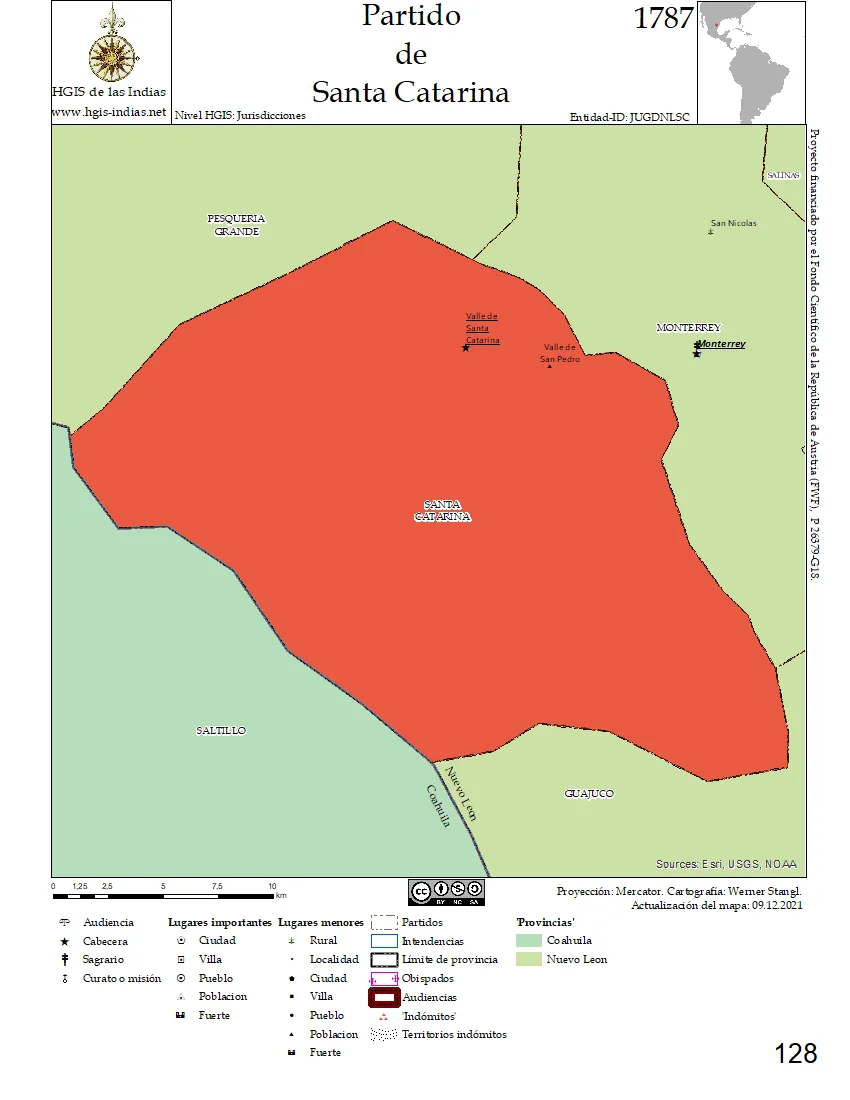 Partido
de
Santa Catarina
1787
HGIS de las Indias
www.hgis-indias.net
Nivel HGIS: Jurisdicciones
Entidad-ID: JUGDNLSC
Proyecto financiado por el Fondo Científico de la República de Austria (FWF), P 26379-G18.
SALINAS
PESQUERIA
GRANDE
San Nicolas
Valle de
Santa
Catarina
MONTERREY
Monterrey
Valle de
San Pedro
SANTA
CATARINA
SALTILLO
Nuevo Leon
Coahuila
GUAJUCO
Sources: Esri, USGS, NOAA
0 1,25 2,5 5 7,5 10
km
cc BY NC SA
Proyección: Mercator. Cartografía: Werner Stangl.
Actualización del mapa: 09.12.2021
Audiencia
Cabecera
Sagrario
Curato o misión
Lugares importantes
Ciudad
Villa
Pueblo
Poblacion
Fuerte
Lugares menores
Rural
Localidad
Ciudad
Villa
Pueblo
Poblacion
Fuerte
Partidos
Intendencias
Límite de provincia
Obispados
Audiencias
'Indómitos'
Territorios indómitos
'Provincias'
Coahuila
Nuevo Leon
128